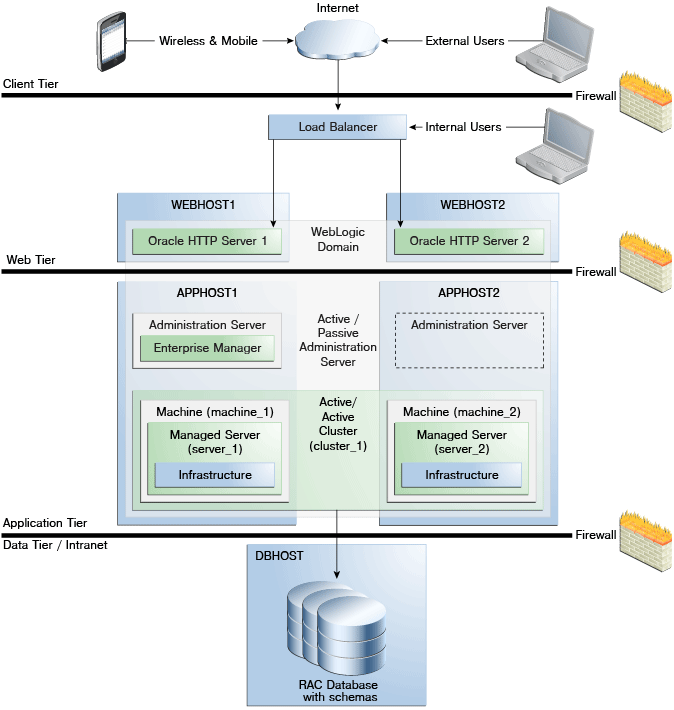 Internet
Wireless & Mobile
External Users
Client Tier
Firewall
Load Balancer
Internal Users
WEBHOST1
WEBHOST2
Oracle HTTP Server 1
WebLogic
Domain
Oracle HTTP Server 2
Web Tier
Firewall
APPHOST1
APPHOST2
Administration Server
Enterprise Manager
Active /
Passive
Administration
Server
Administration Server
Machine (machine_1)
Managed Server
(server_1)
Infrastructure
Active/
Active
Cluster
(cluster_1)
Machine (machine_2)
Managed Server
(server_2)
Infrastructure
Application Tier
Firewall
Data Tier / Intranet
DBHOST
RAC Database
with schemas